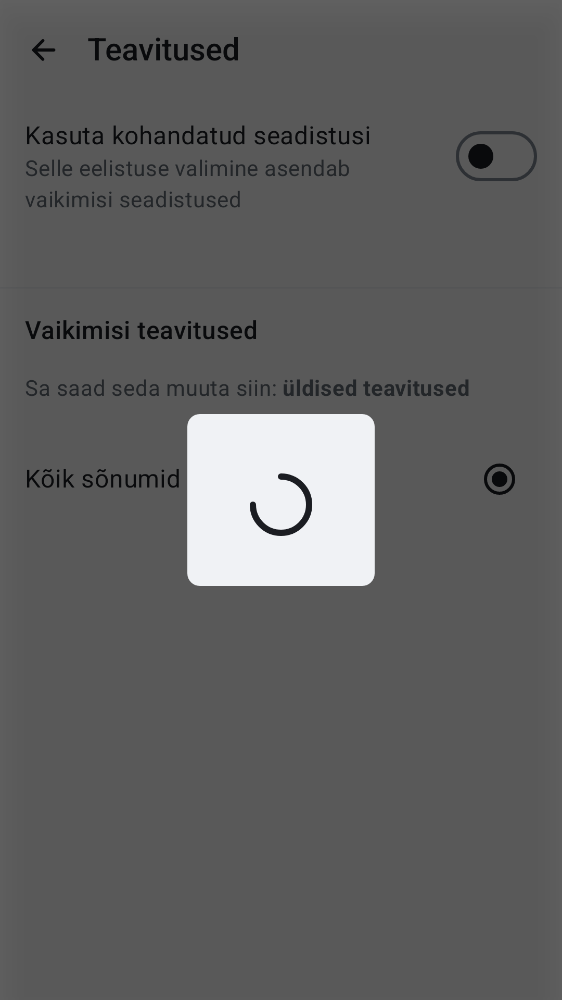 Teavitused
Kasuta kohandatud seadistusi
Selle eelistuse valimine asendab
vaikimisi seadistused
Vaikimisi teavitused
Sa saad seda muuta siin: üldised teavitused
Kõik sõnumid